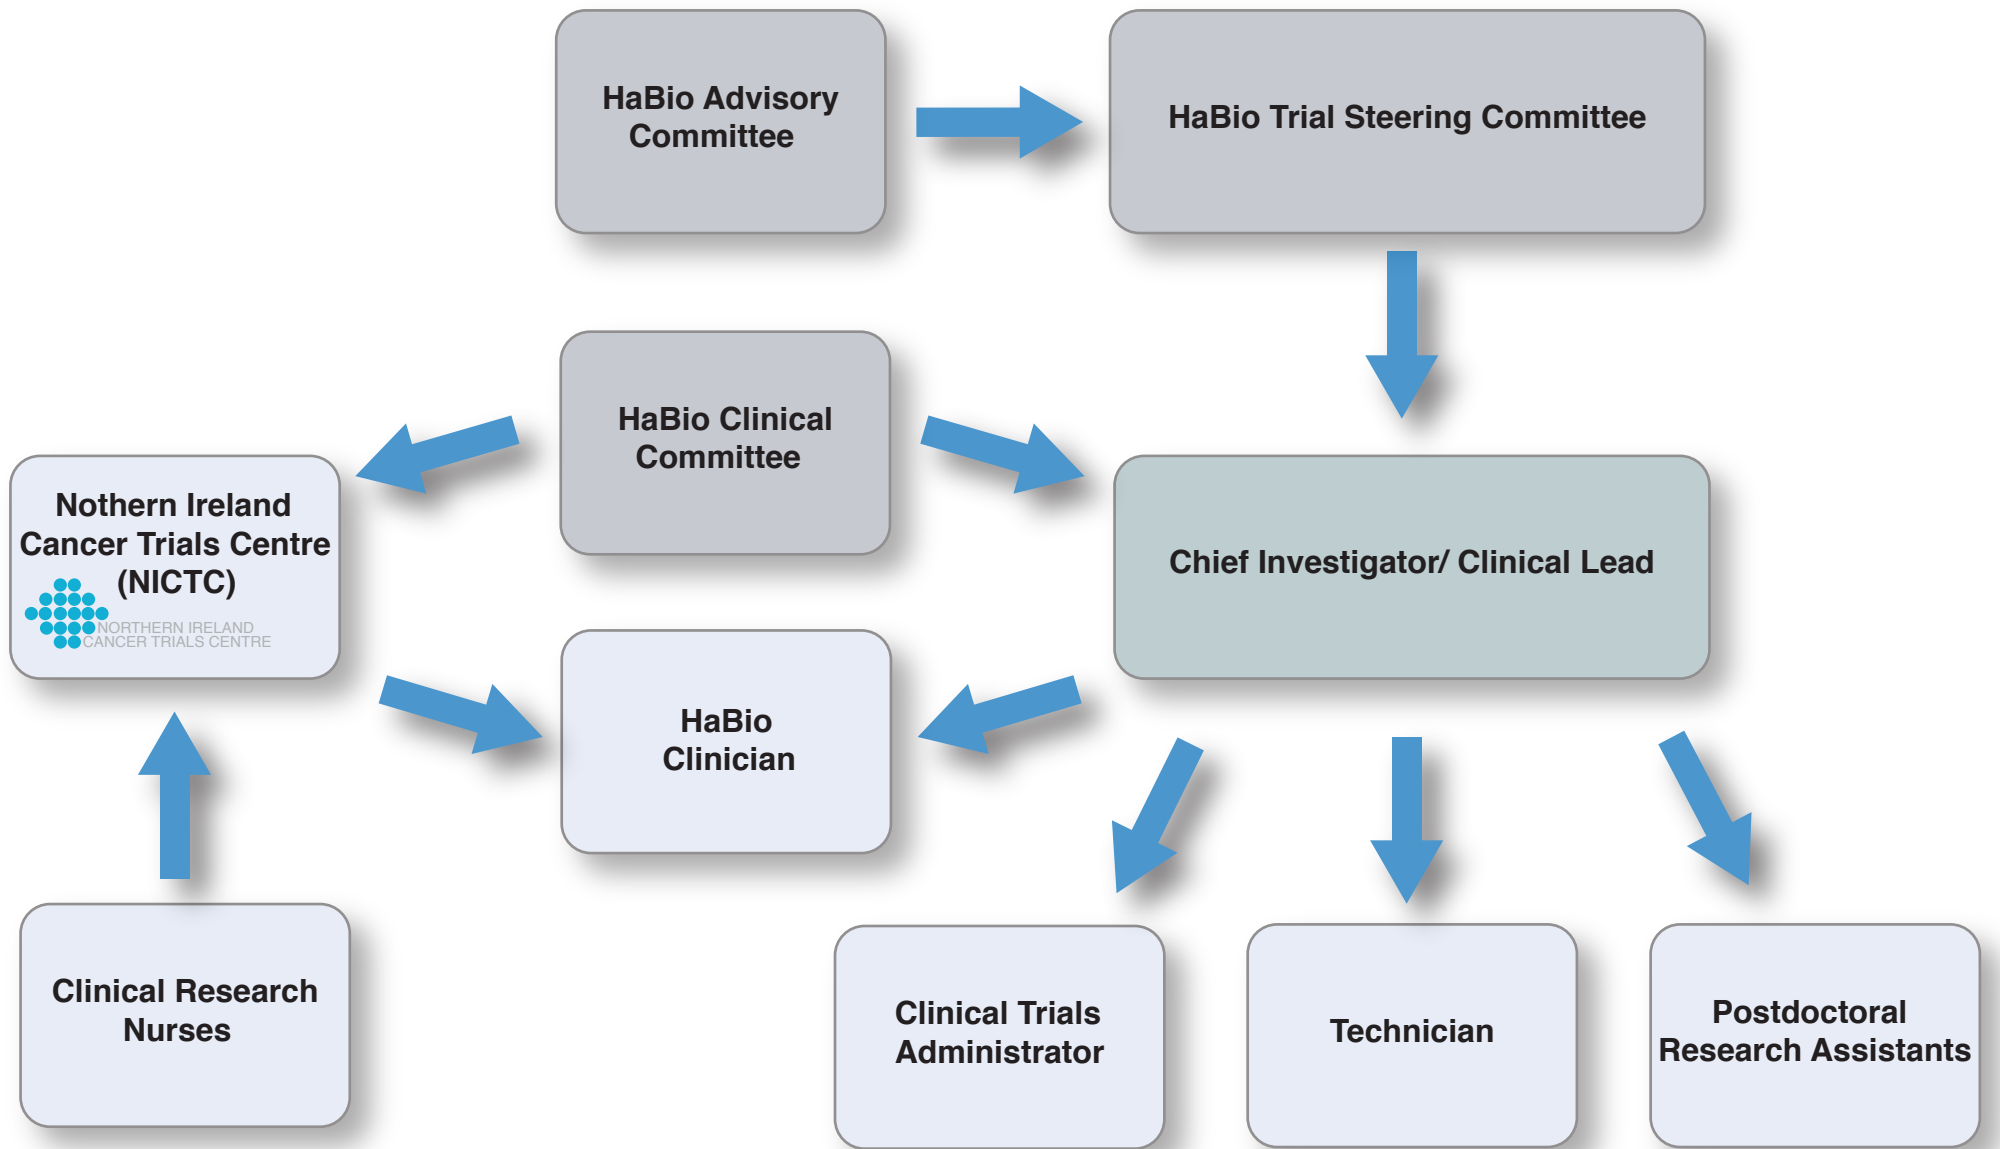 HaBio Advisory
Committee
HaBio Trial Steering Committee
HaBio Clinical
Committee
Nothern Ireland
Cancer Trials Centre
(NICTC)
NORTHERN IRELAND
CANCER TRIALS CENTRE
Chief Investigator/ Clinical Lead
HaBio
Clinician
Clinical Research
Nurses
Clinical Trials
Administrator
Technician
Postdoctoral
Research Assistants